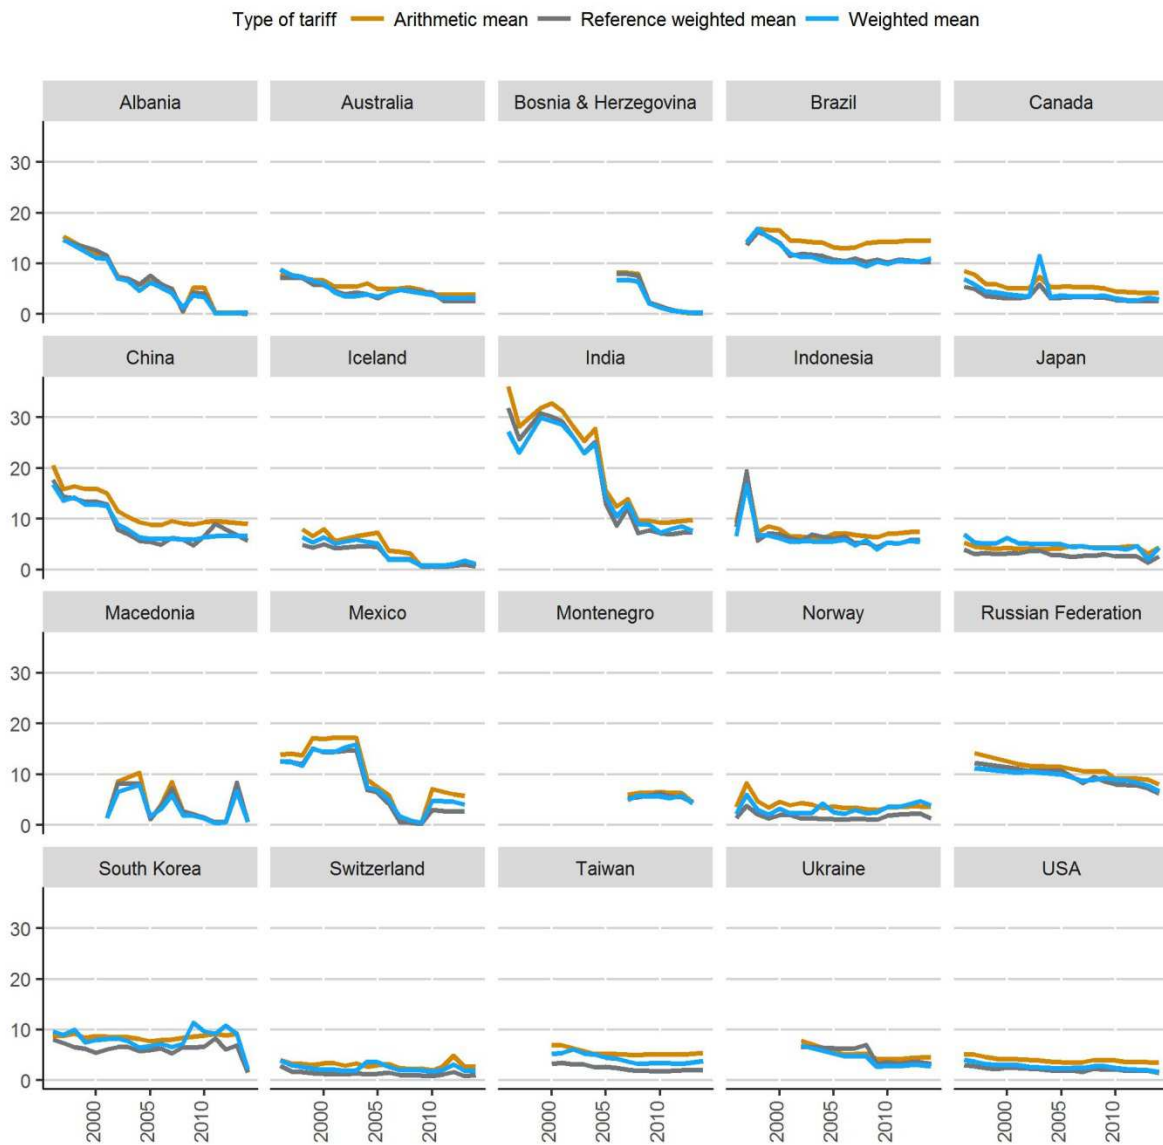 Type of tariff Arithmetic mean Reference weighted mean Weighted mean
Albania Australia Bosnia & Herzegovina Brazil Canada
30
20
10
0
China Iceland India Indonesia Japan
30
20
10
0
Macedonia Mexico Montenegro Norway Russian Federation
30
20
10
0
South Korea Switzerland Taiwan Ukraine USA
30
20
10
0
2000 2005 2010 2000 2005 2010 2000 2005 2010 2000 2005 2010 2000 2005 2010